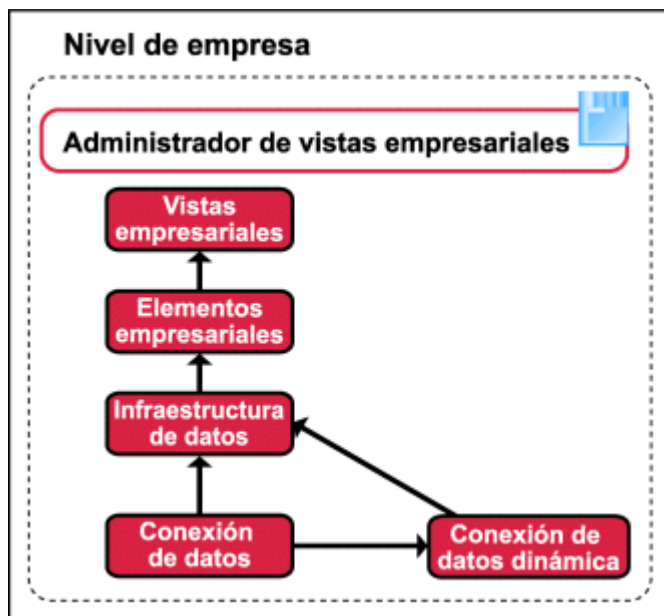 Nivel de empresa
Administrador de vistas empresariales
Vistas
empresariales
Elementos
empresariales
Infraestructura
de datos
Conexión
de datos
Conexión de
datos dinámica